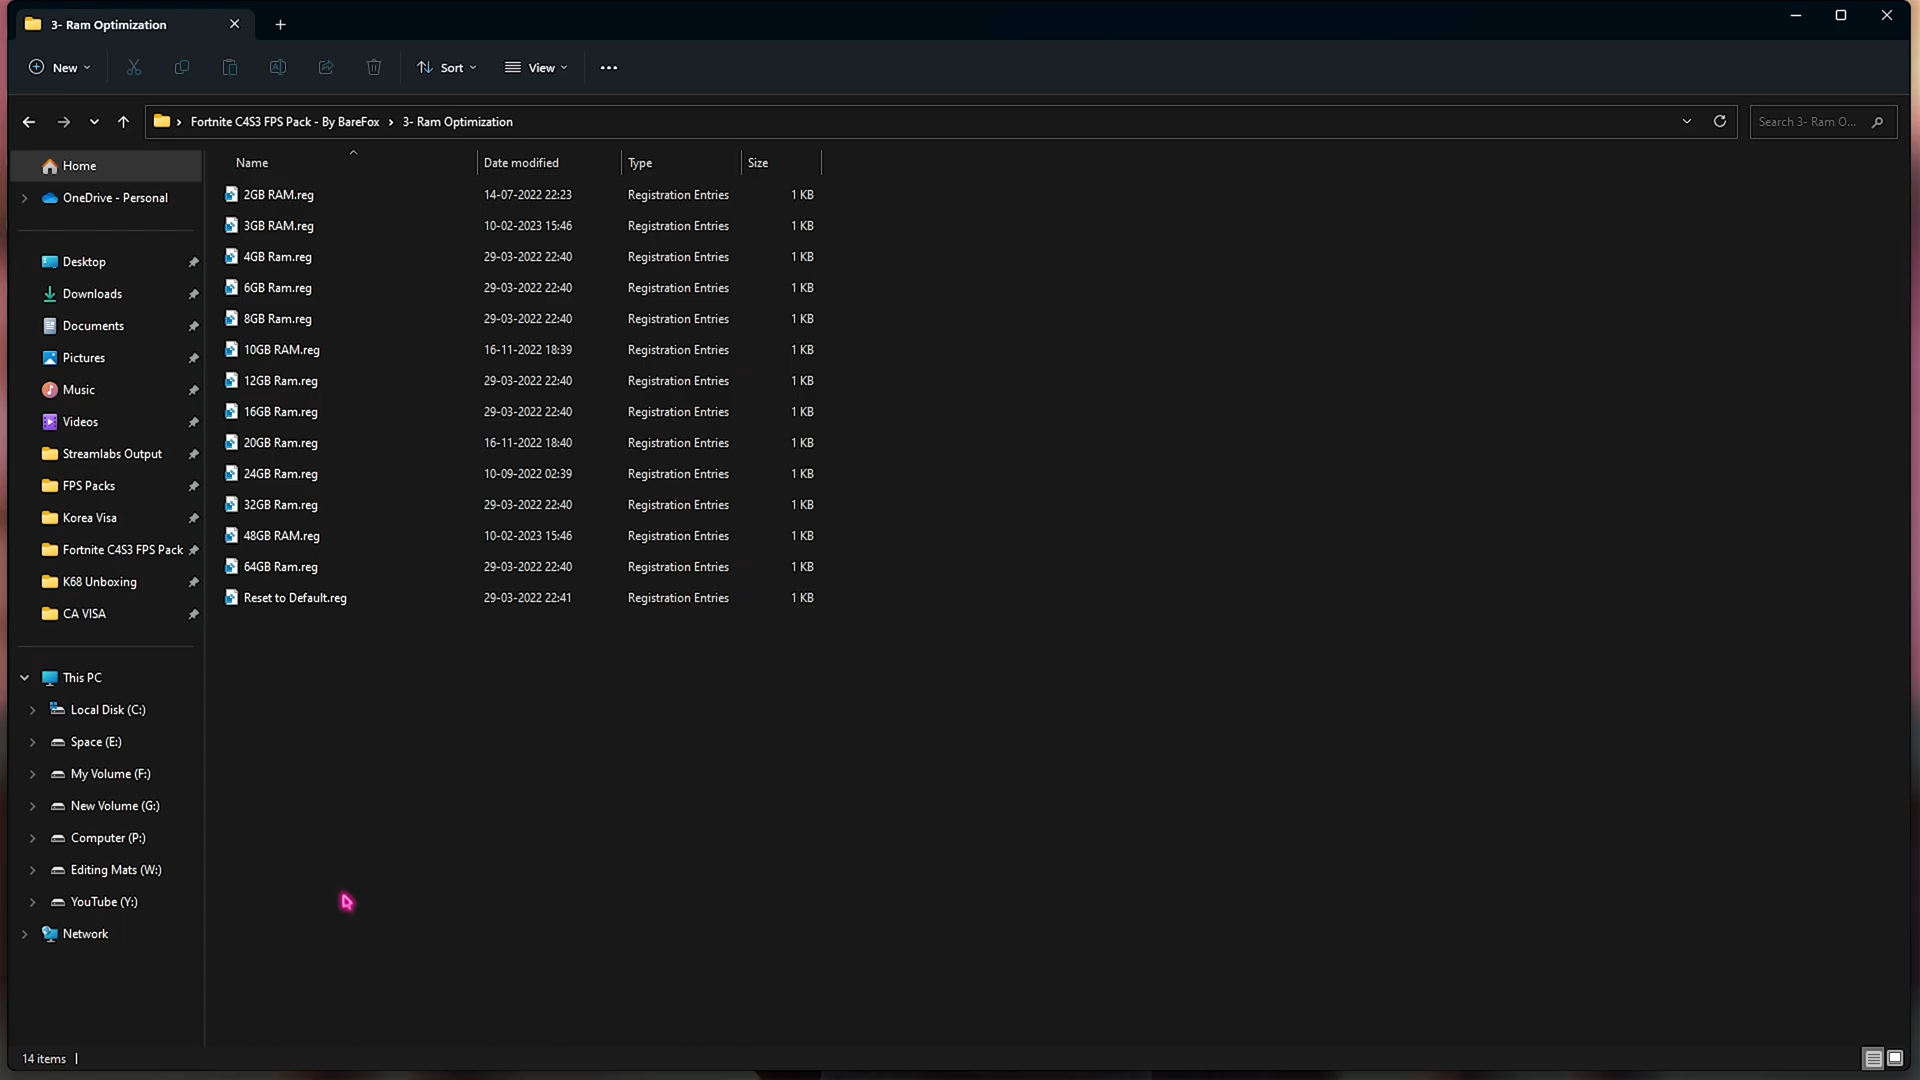 3- Ram Optimization
New
Sort
View
Fortnite C4S3 FPS Pack - By BareFox
3- Ram Optimization
Search 3- Ram O...
Name
Date modified
Type
Size
Home
OneDrive - Personal
Desktop
Downloads
Documents
Pictures
Music
Videos
Streamlabs Output
FPS Packs
Korea Visa
Fortnite C4S3 FPS Pack
K68 Unboxing
CA VISA
This PC
Local Disk (C:)
Space (E:)
My Volume (F:)
New Volume (G:)
Computer (P:)
Editing Mats (W:)
YouTube (Y:)
Network
2GB RAM.reg 14-07-2022 22:23 Registration Entries 1 KB
3GB RAM.reg 10-02-2023 15:46 Registration Entries 1 KB
4GB Ram.reg 29-03-2022 22:40 Registration Entries 1 KB
6GB Ram.reg 29-03-2022 22:40 Registration Entries 1 KB
8GB Ram.reg 29-03-2022 22:40 Registration Entries 1 KB
10GB RAM.reg 16-11-2022 18:39 Registration Entries 1 KB
12GB Ram.reg 29-03-2022 22:40 Registration Entries 1 KB
16GB Ram.reg 29-03-2022 22:40 Registration Entries 1 KB
20GB Ram.reg 16-11-2022 18:40 Registration Entries 1 KB
24GB Ram.reg 10-09-2022 02:39 Registration Entries 1 KB
32GB Ram.reg 29-03-2022 22:40 Registration Entries 1 KB
48GB RAM.reg 10-02-2023 15:46 Registration Entries 1 KB
64GB Ram.reg 29-03-2022 22:40 Registration Entries 1 KB
Reset to Default.reg 29-03-2022 22:41 Registration Entries 1 KB
14 items